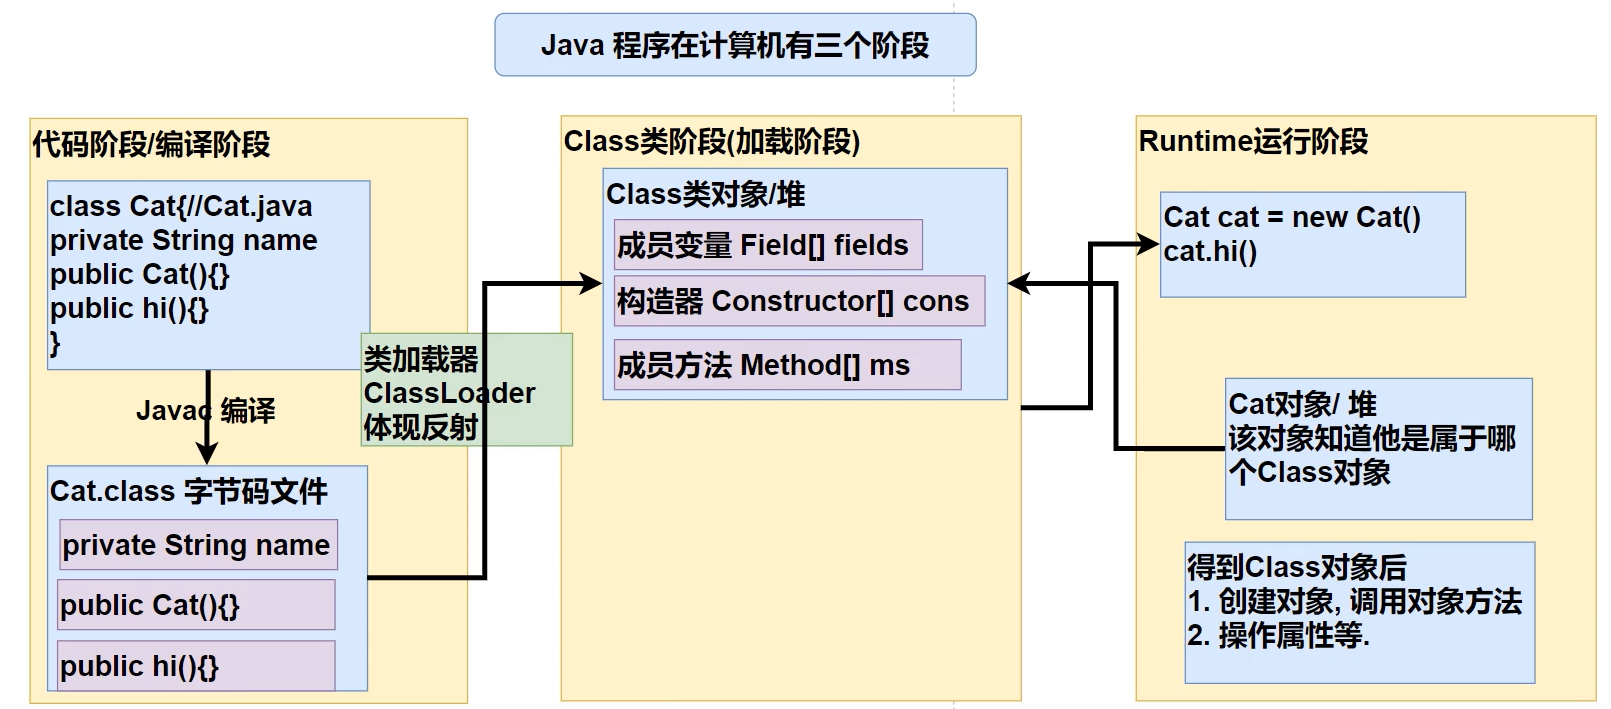 Java 程序在计算机有三个阶段
代码阶段/编译阶段
class Cat{//Cat.java
private String name
public Cat(){}
public hi(){}
}
Javac 编译
Cat.class 字节码文件
private String name
public Cat(){}
public hi(){}
类加载器
ClassLoader
体现反射
Class类阶段(加载阶段)
Class类对象/堆
成员变量 Field[] fields
构造器 Constructor[] cons
成员方法 Method[] ms
Runtime运行阶段
Cat cat = new Cat()
cat.hi()
Cat对象/ 堆
该对象知道他是属于哪
个Class对象
得到Class对象后
1. 创建对象, 调用对象方法
2. 操作属性等.